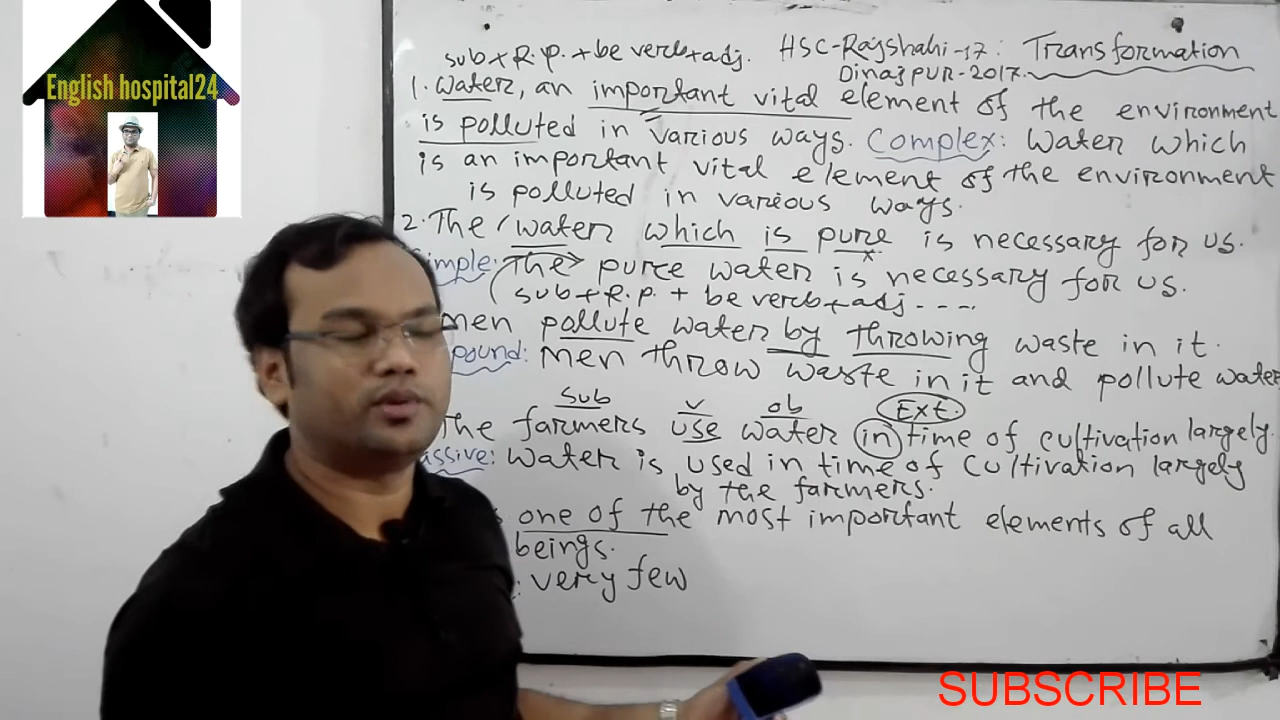 English hospital24
sub + R.P. + be verb + adj. HSC-Rajshahi-17: Transformation
Dinajpur-2017.
1. Water, an important vital element of the environment
is polluted in various ways. Complex: Water which
is an important vital element of the environment
is polluted in various ways.
2. The water which is pure is necessary for us.
imple: The pure water is necessary for us.
sub + R.P. + be verb + adj ----
men pollute water by throwing waste in it.
pound: men throw waste in it and pollute water
sub v ob Ext.
The farmers use water in time of cultivation largely.
assive: Water is used in time of cultivation largely
by the farmers.
one of the most important elements of all
beings.
: very few
SUBSCRIBE